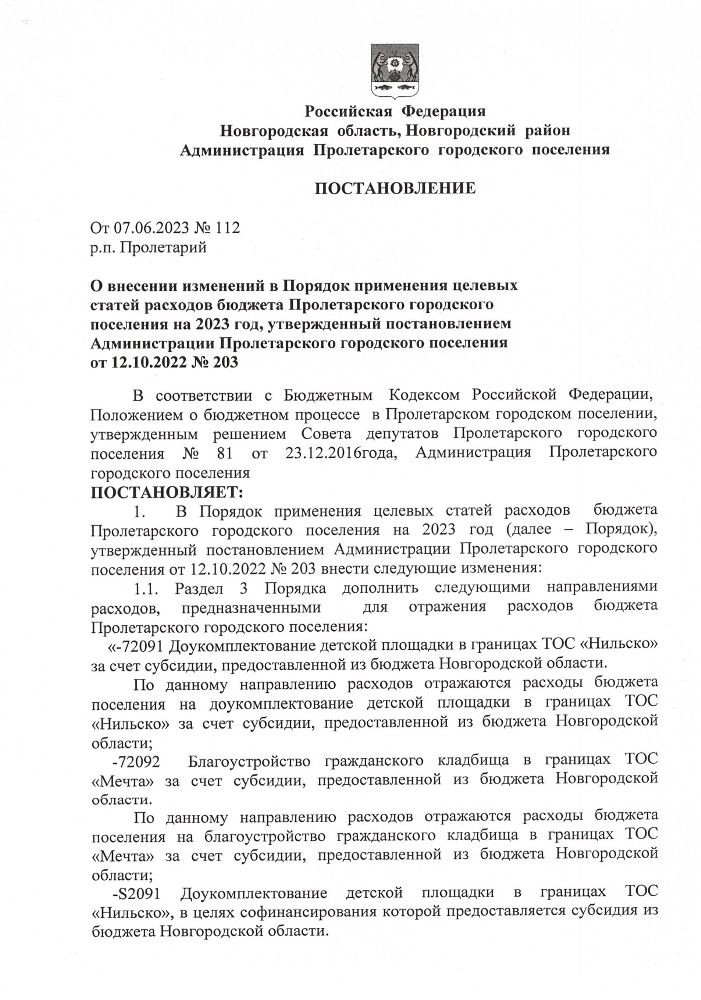 Российская Федерация
Новгородская область, Новгородский район
Администрация Пролетарского городского поселения
ПОСТАНОВЛЕНИЕ
От 07.06.2023 № 112
р.п. Пролетарий
О внесении изменений в Порядок применения целевых
статей расходов бюджета Пролетарского городского
поселения на 2023 год, утвержденный постановлением
Администрации Пролетарского городского поселения
от 12.10.2022 № 203
В соответствии с Бюджетным Кодексом Российской Федерации,
Положением о бюджетном процессе в Пролетарском городском поселении,
утвержденным решением Совета депутатов Пролетарского городского
поселения № 81 от 23.12.2016года, Администрация Пролетарского
городского поселения
ПОСТАНОВЛЯЕТ:
1. В Порядок применения целевых статей расходов бюджета
Пролетарского городского поселения на 2023 год (далее – Порядок),
утвержденный постановлением Администрации Пролетарского городского
поселения от 12.10.2022 № 203 внести следующие изменения:
1.1. Раздел 3 Порядка дополнить следующими направлениями
расходов, предназначенными для отражения расходов бюджета
Пролетарского городского поселения:
«-72091 Доукомплектование детской площадки в границах ТОС «Нильско»
за счет субсидии, предоставленной из бюджета Новгородской области.
По данному направлению расходов отражаются расходы бюджета
поселения на доукомплектование детской площадки в границах ТОС
«Нильско» за счет субсидии, предоставленной из бюджета Новгородской
области;
-72092 Благоустройство гражданского кладбища в границах ТОС
«Мечта» за счет субсидии, предоставленной из бюджета Новгородской
области.
По данному направлению расходов отражаются расходы бюджета
поселения на благоустройство гражданского кладбища в границах ТОС
«Мечта» за счет субсидии, предоставленной из бюджета Новгородской
области;
-S2091 Доукомплектование детской площадки в границах ТОС
«Нильско», в целях софинансирования которой предоставляется субсидия из
бюджета Новгородской области.